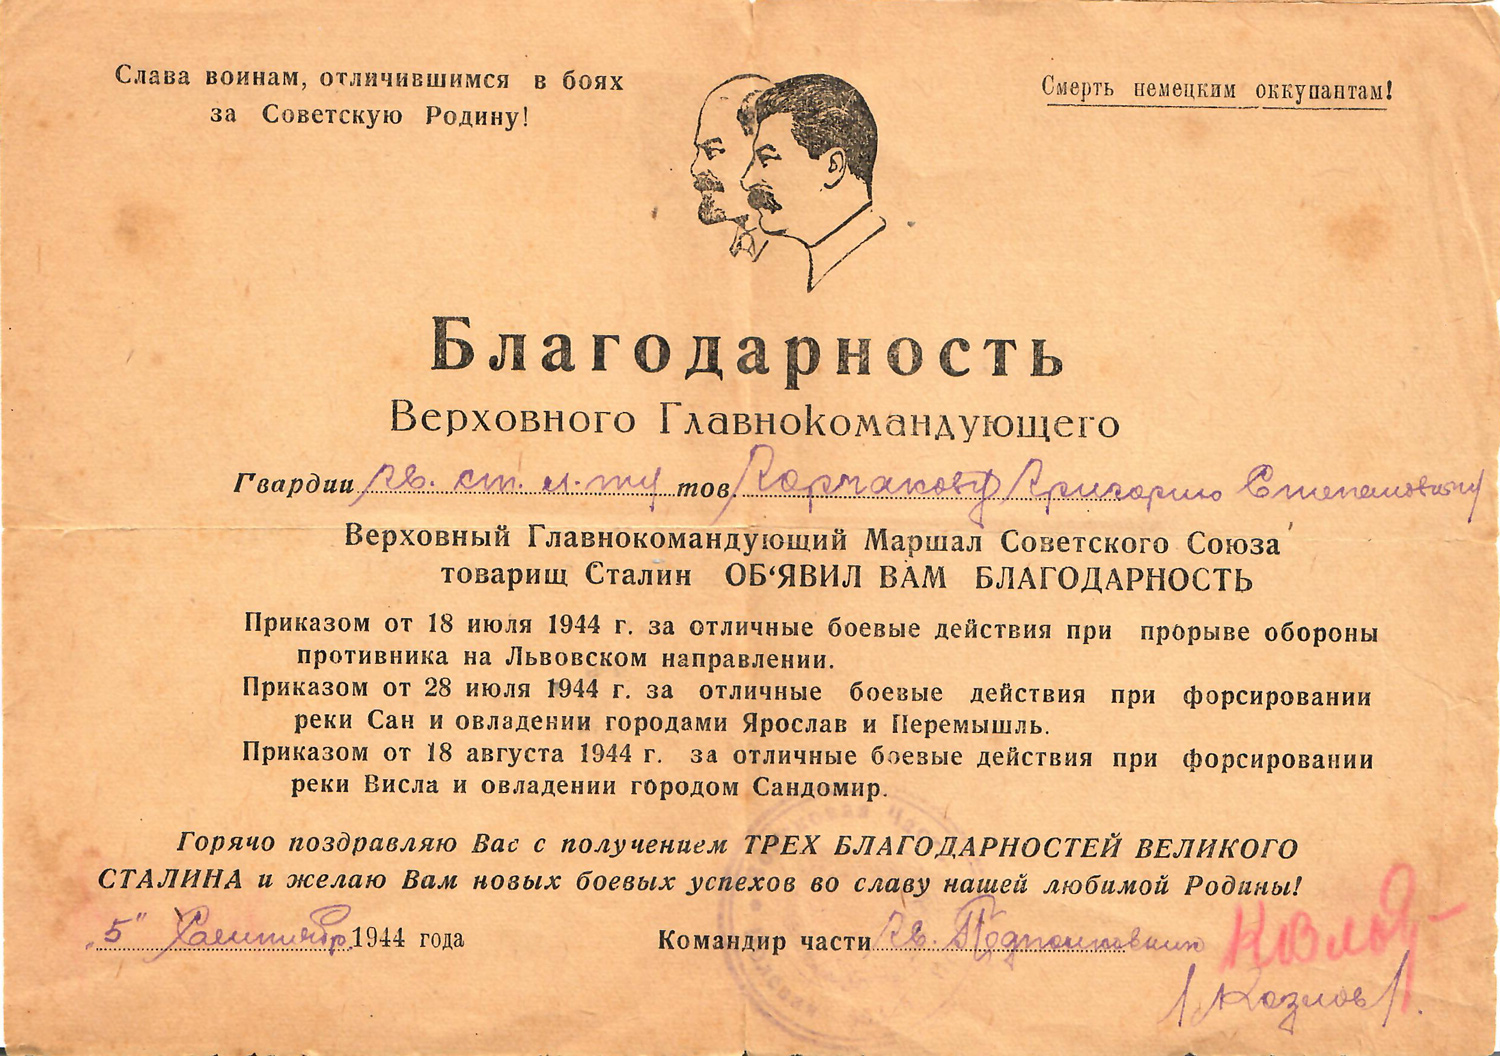 Слава воинам, отличившимся в боях
за Советскую Родину!
Смерть немецким оккупантам!
Благодарность
Верховного Главнокомандующего
Гвардии гв. ст. л-ту тов. Корчакову Григорию Степановичу
Верховный Главнокомандующий Маршал Советского Союза
товарищ Сталин ОБ‘ЯВИЛ ВАМ БЛАГОДАРНОСТЬ
Приказом от 18 июля 1944 г. за отличные боевые действия при прорыве обороны
противника на Львовском направлении.
Приказом от 28 июля 1944 г. за отличные боевые действия при форсировании
реки Сан и овладении городами Ярослав и Перемышль.
Приказом от 18 августа 1944 г. за отличные боевые действия при форсировании
реки Висла и овладении городом Сандомир.
Горячо поздравляю Вас с получением ТРЕХ БЛАГОДАРНОСТЕЙ ВЕЛИКОГО
СТАЛИНА и желаю Вам новых боевых успехов во славу нашей любимой Родины!
„5“ Сентября 1944 года
Командир части гв. Подполковник
/Козлов/.